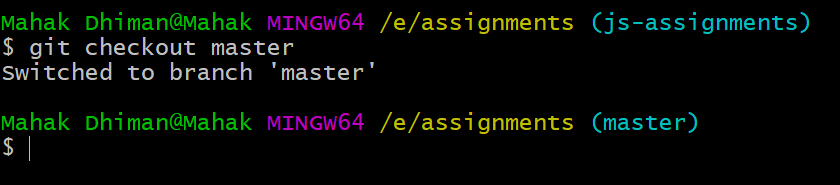 Mahak Dhiman@Mahak MINGW64 /e/assignments (js-assignments)
$ git checkout master
Switched to branch 'master'
Mahak Dhiman@Mahak MINGW64 /e/assignments (master)
$